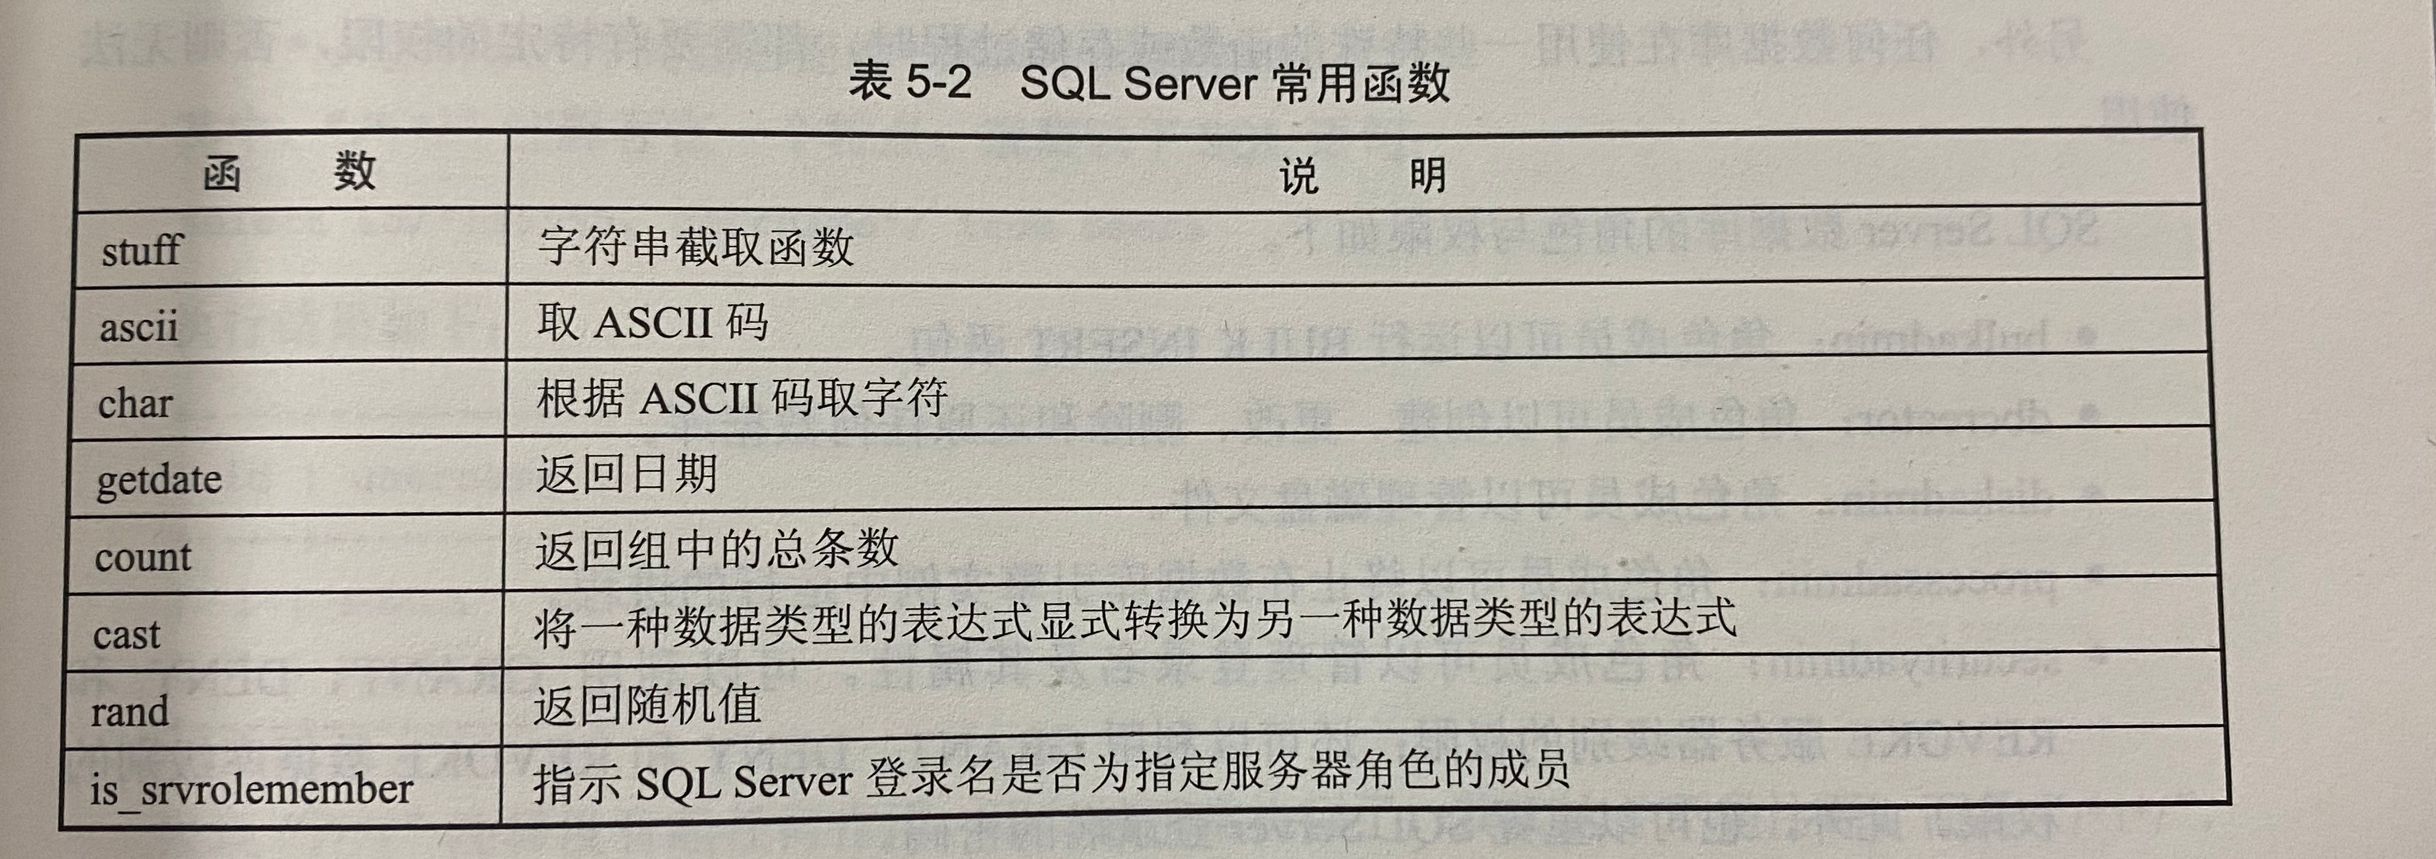 表 5-2 SQL Server 常用函数
函 数 说 明
stuff 字符串截取函数
ascii 取 ASCII 码
char 根据 ASCII 码取字符
getdate 返回日期
count 返回组中的总条数
cast 将一种数据类型的表达式显式转换为另一种数据类型的表达式
rand 返回随机值
is_srvrolemember 指示 SQL Server 登录名是否为指定服务器角色的成员